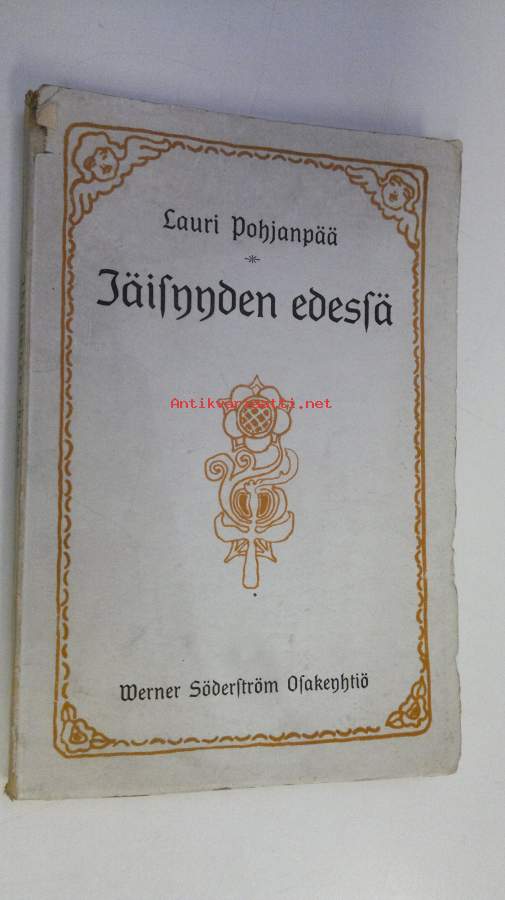 Lauri Pohjanpää
Jäiſyyden edeſſä
Antikvariaatti.net
Werner Söderſtröm Oſakeyhtiö